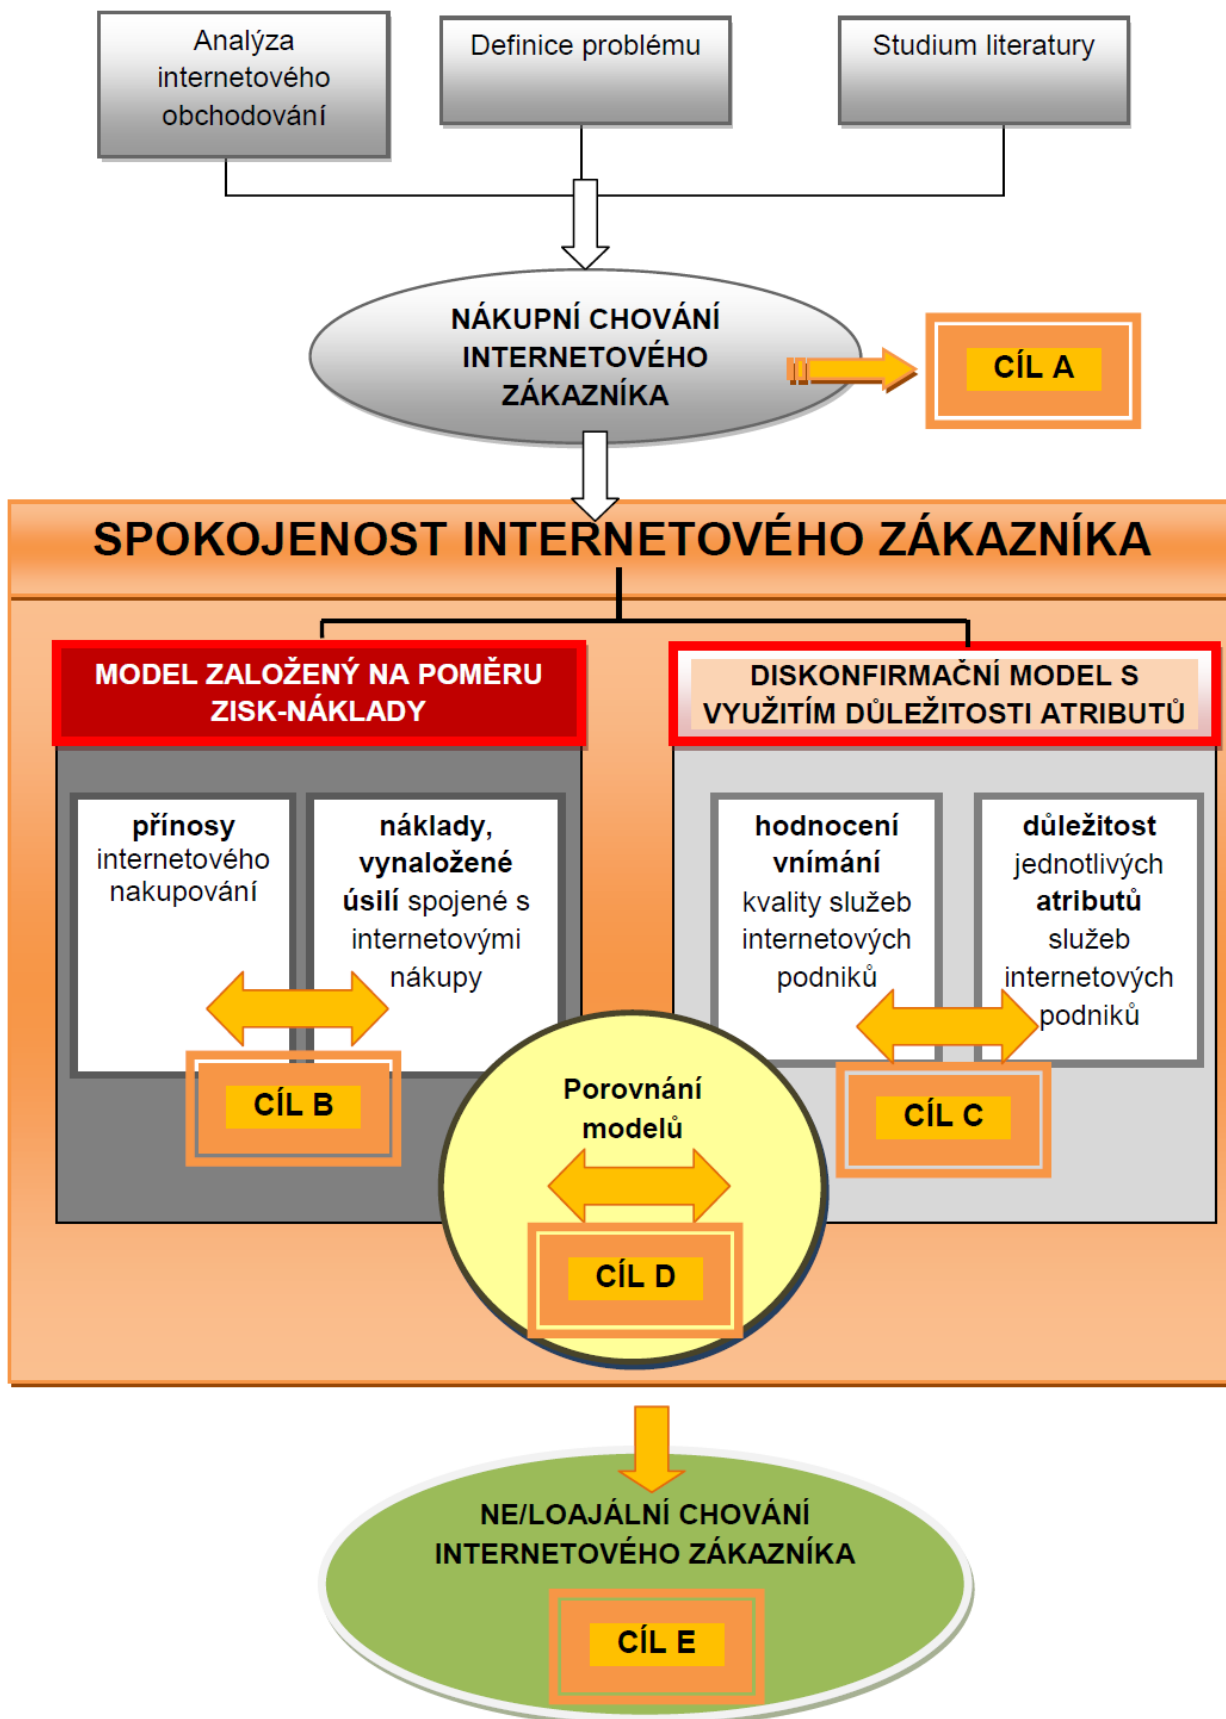 Analýza
internetového
obchodování
Definice problému
Studium literatury
NÁKUPNÍ CHOVÁNÍ
INTERNETOVÉHO
ZÁKAZNÍKA
CÍL A
SPOKOJENOST INTERNETOVÉHO ZÁKAZNÍKA
MODEL ZALOŽENÝ NA POMĚRU
ZISK-NÁKLADY
DISKONFIRMAČNÍ MODEL S
VYUŽITÍM DŮLEŽITOSTI ATRIBUTŮ
přínosy
internetového
nakupování
náklady,
vynaložené
úsilí spojené s
internetovými
nákupy
hodnocení
vnímání
kvality služeb
internetových
podniků
důležitost
jednotlivých
atributů
služeb
internetových
podniků
CÍL B
CÍL C
Porovnání
modelů
CÍL D
NE/LOAJÁLNÍ CHOVÁNÍ
INTERNETOVÉHO ZÁKAZNÍKA
CÍL E